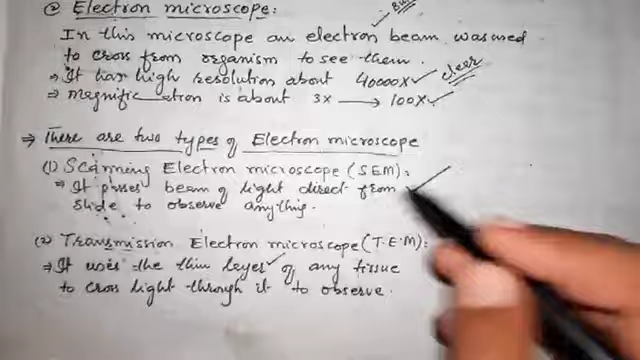 ② Electron microscope:
In this microscope an electron beam was used
to cross from organism to see them.
⇒ It has high resolution about 40000X clear
⇒ magnification is about 3x → 100X
⇒ There are two types of Electron microscope
(1) Scanning Electron microscope (SEM):
⇒ It passes beam of light direct from
slide to observe anything.
(2) Transmission Electron microscope (T.E.M):
⇒ It uses the thin leyes of any tissue
to cross light through it to observe.